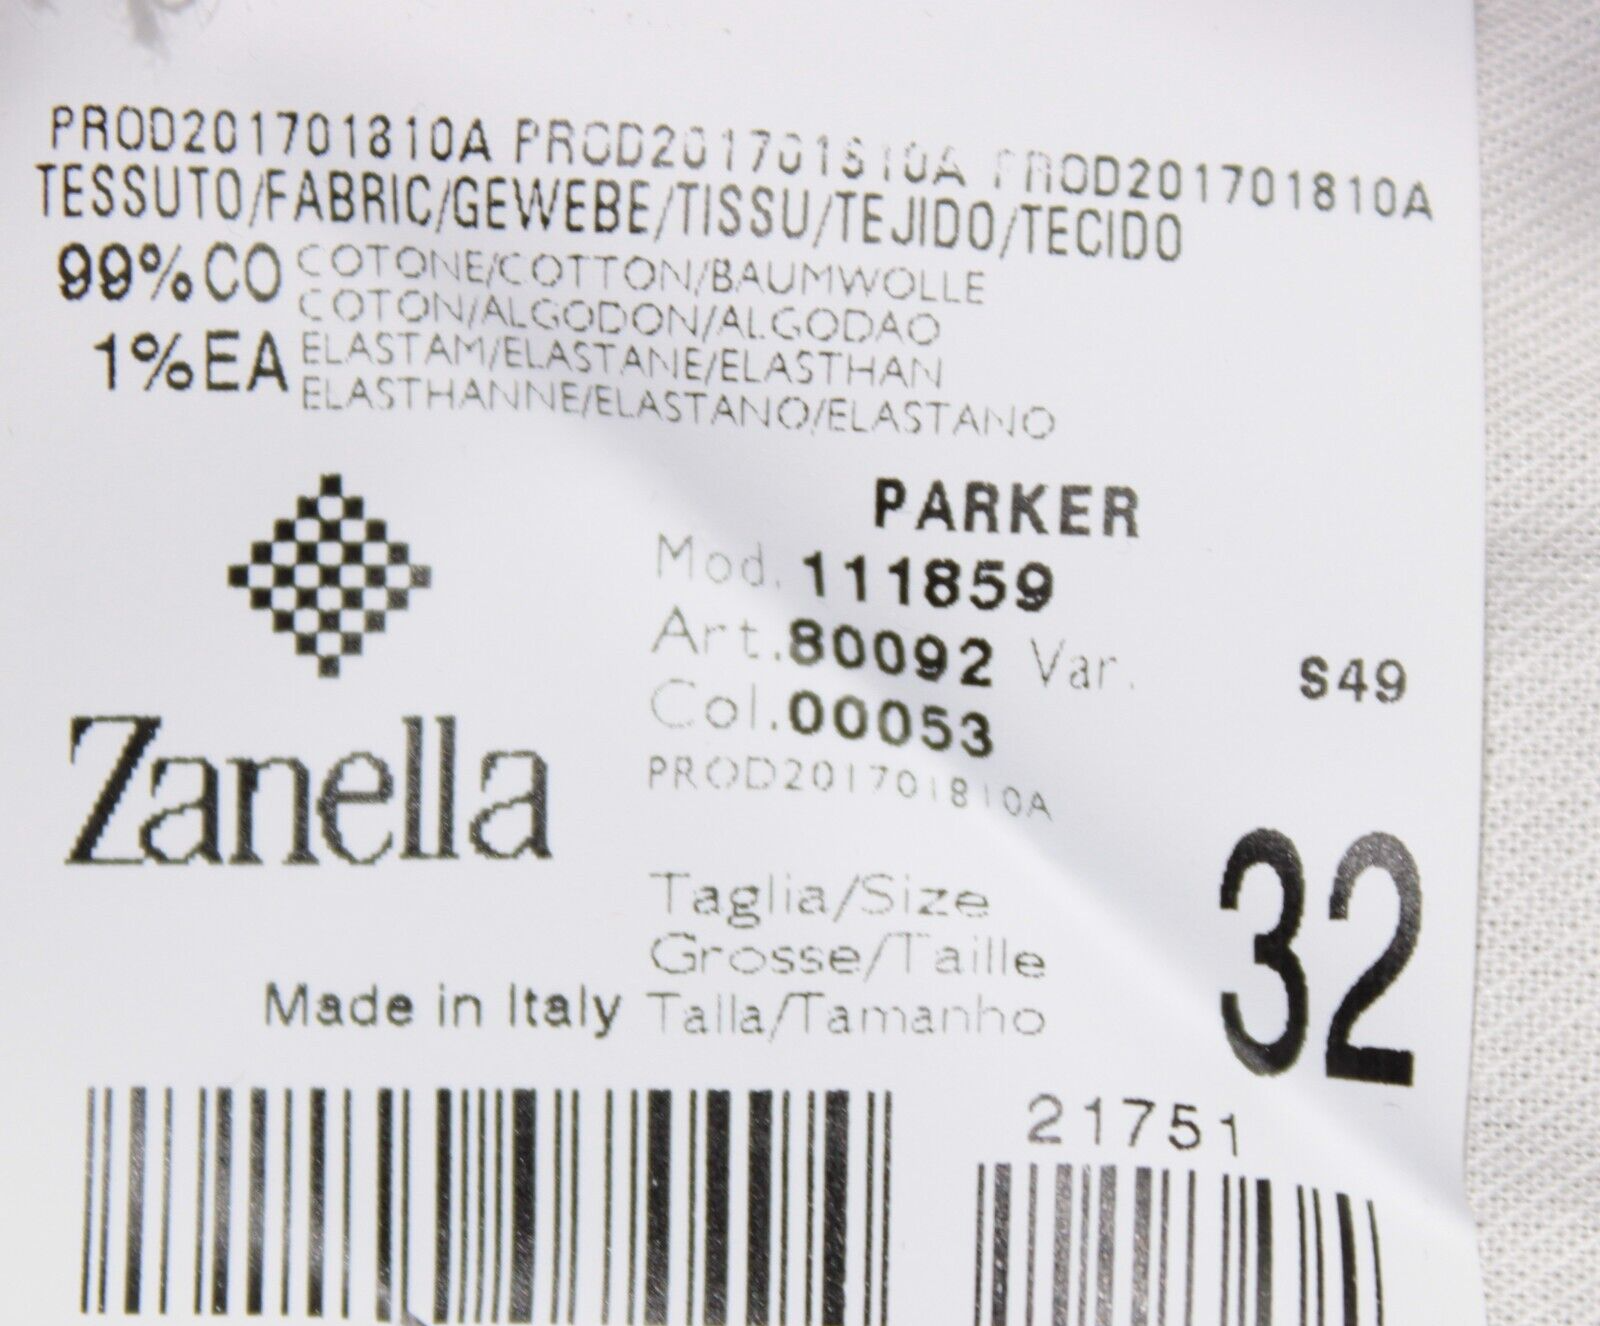 PROD201701810A PROD201701810A PROD201701810A
TESSUTO/FABRIC/GEWEBE/TISSU/TEJIDO/TECIDO
99%CO COTONE/COTTON/BAUMWOLLE
COTON/ALGODON/ALGODAO
1%EA ELASTAM/ELASTANE/ELASTHAN
ELASTHANNE/ELASTANO/ELASTANO
PARKER
Mod. 111859
Art.80092 Var. S49
Col.00053
PROD201701810A
Zanella
Taglia/Size
Grosse/Taille
Made in Italy Talla/Tamanho
32
21751